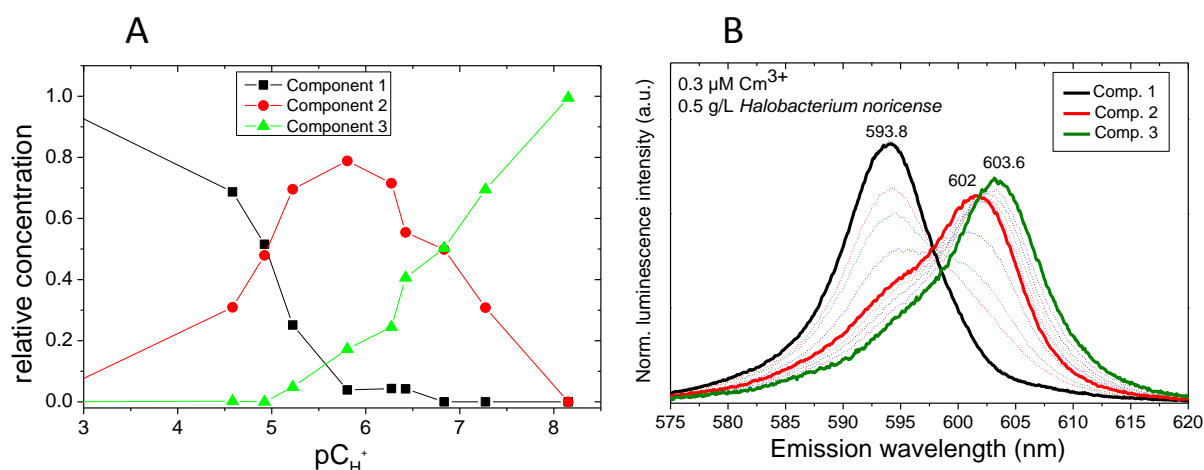 A
relative concentration
1.0
0.8
0.6
0.4
0.2
0.0
Component 1
Component 2
Component 3
3 4 5 6 7 8
pC_H⁺
B
Norm. luminescence intensity (a.u.)
0.3 µM Cm³⁺
0.5 g/L Halobacterium noricense
Comp. 1
Comp. 2
Comp. 3
593.8
602
603.6
575 580 585 590 595 600 605 610 615 620
Emission wavelength (nm)